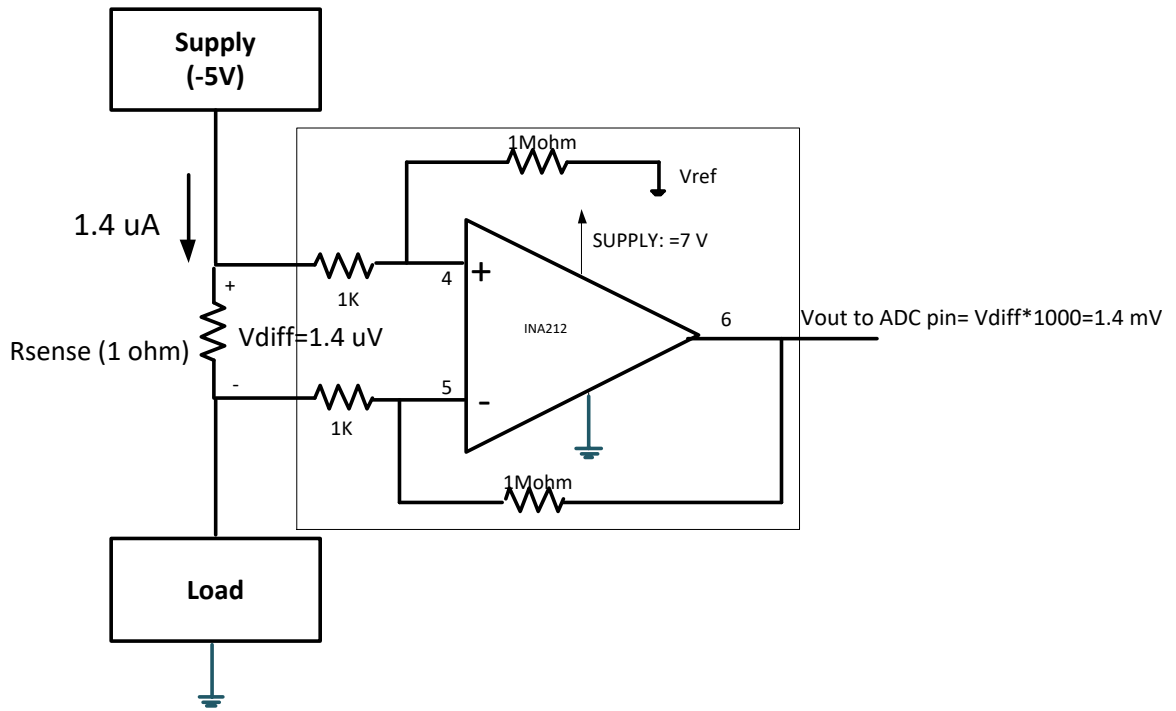 Supply
(-5V)
1Mohm
Vref
1.4 uA
SUPPLY: =7 V
+
4
+
1K
6
Vout to ADC pin= Vdiff*1000=1.4 mV
INA212
Vdiff=1.4 uV
Rsense (1 ohm)
-
5
-
1K
1Mohm
Load